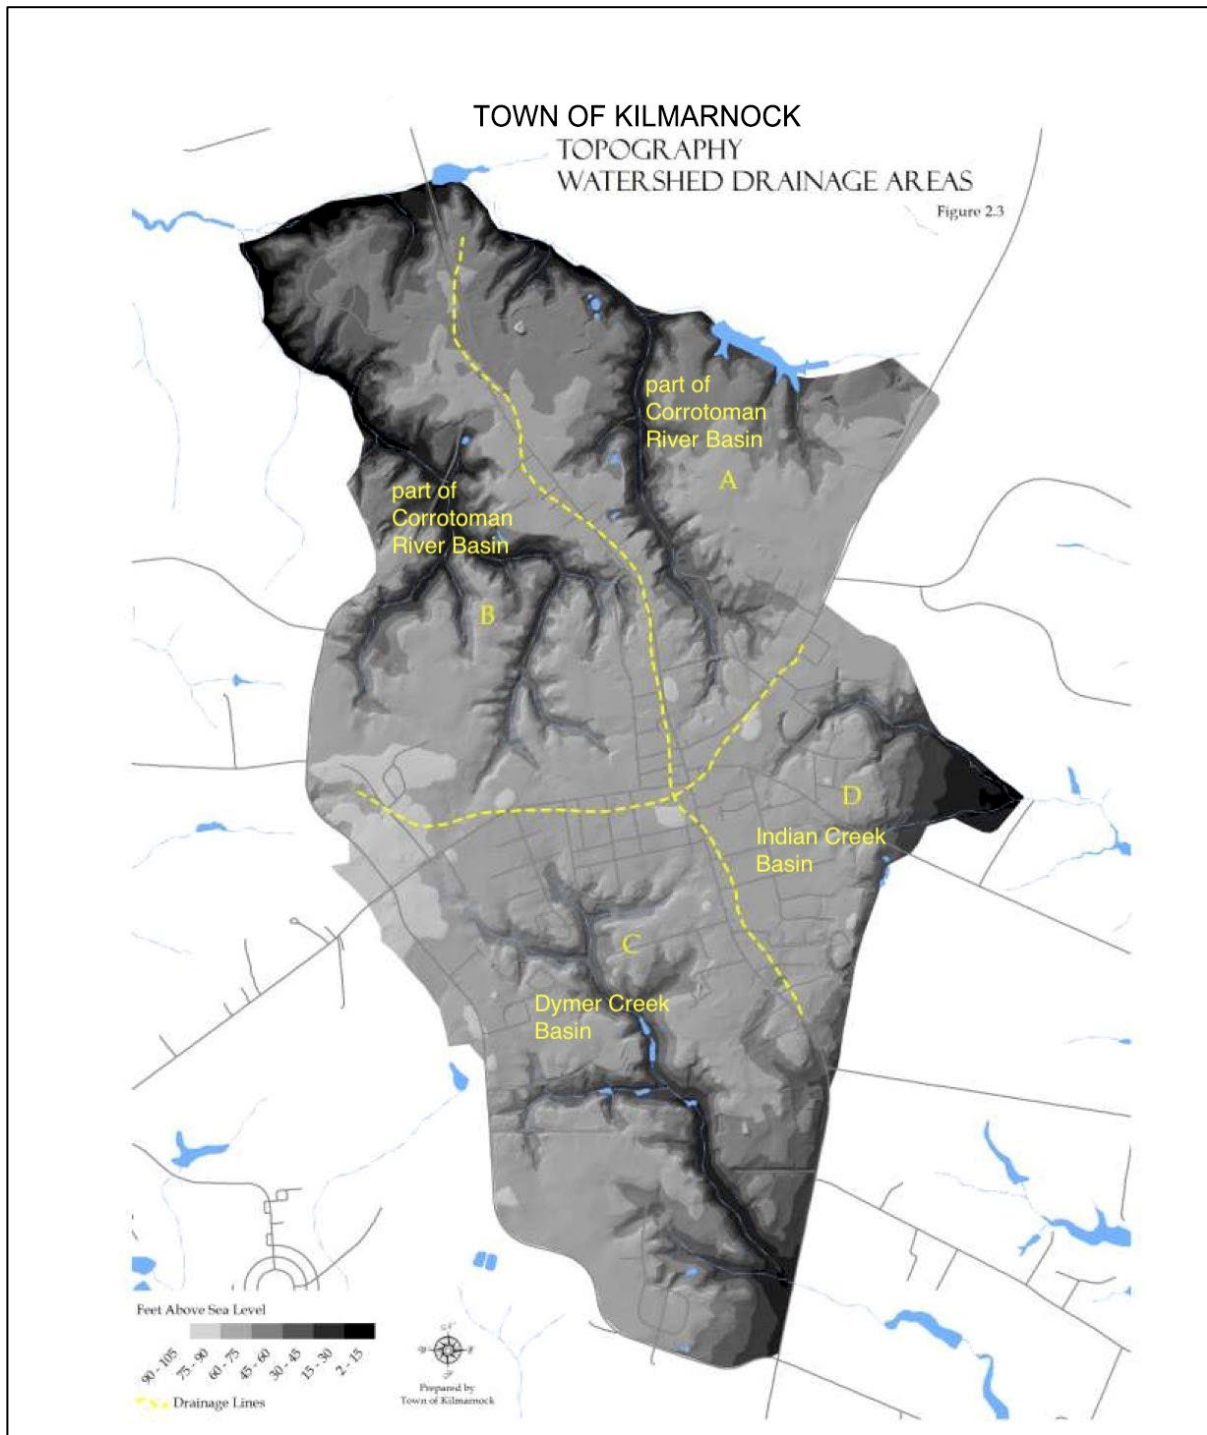 TOWN OF KILMARNOCK
TOPOGRAPHY
WATERSHED DRAINAGE AREAS
Figure 2.3
part of
Corrotoman
River Basin
A
part of
Corrotoman
River Basin
B
D
Indian Creek
Basin
C
Dymer Creek
Basin
Feet Above Sea Level
90 - 105
75 - 90
60 - 75
45 - 60
30 - 45
15 - 30
2 - 15
Drainage Lines
Prepared by
Town of Kilmarnock